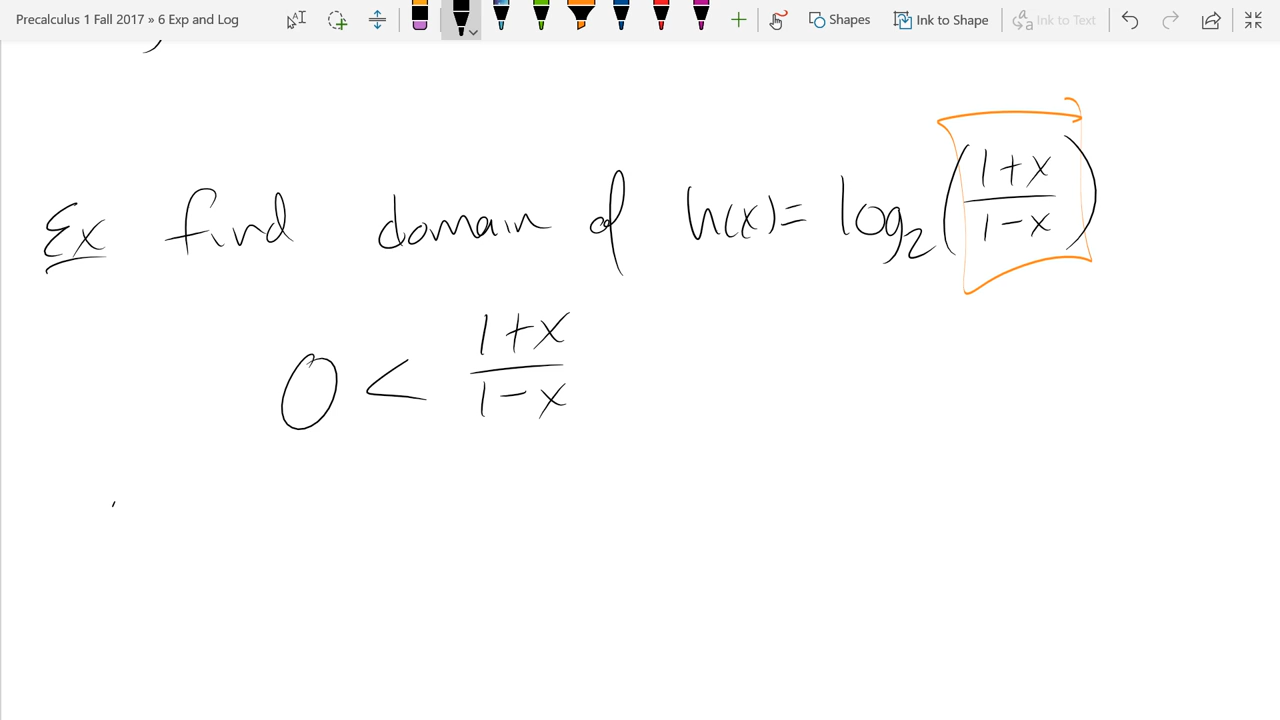 Precalculus 1 Fall 2017 » 6 Exp and Log
Shapes
Ink to Shape
Ink to Text
Ex find domain of h(x) = log₂((1+x)/(1-x))
0 < (1+x)/(1-x)